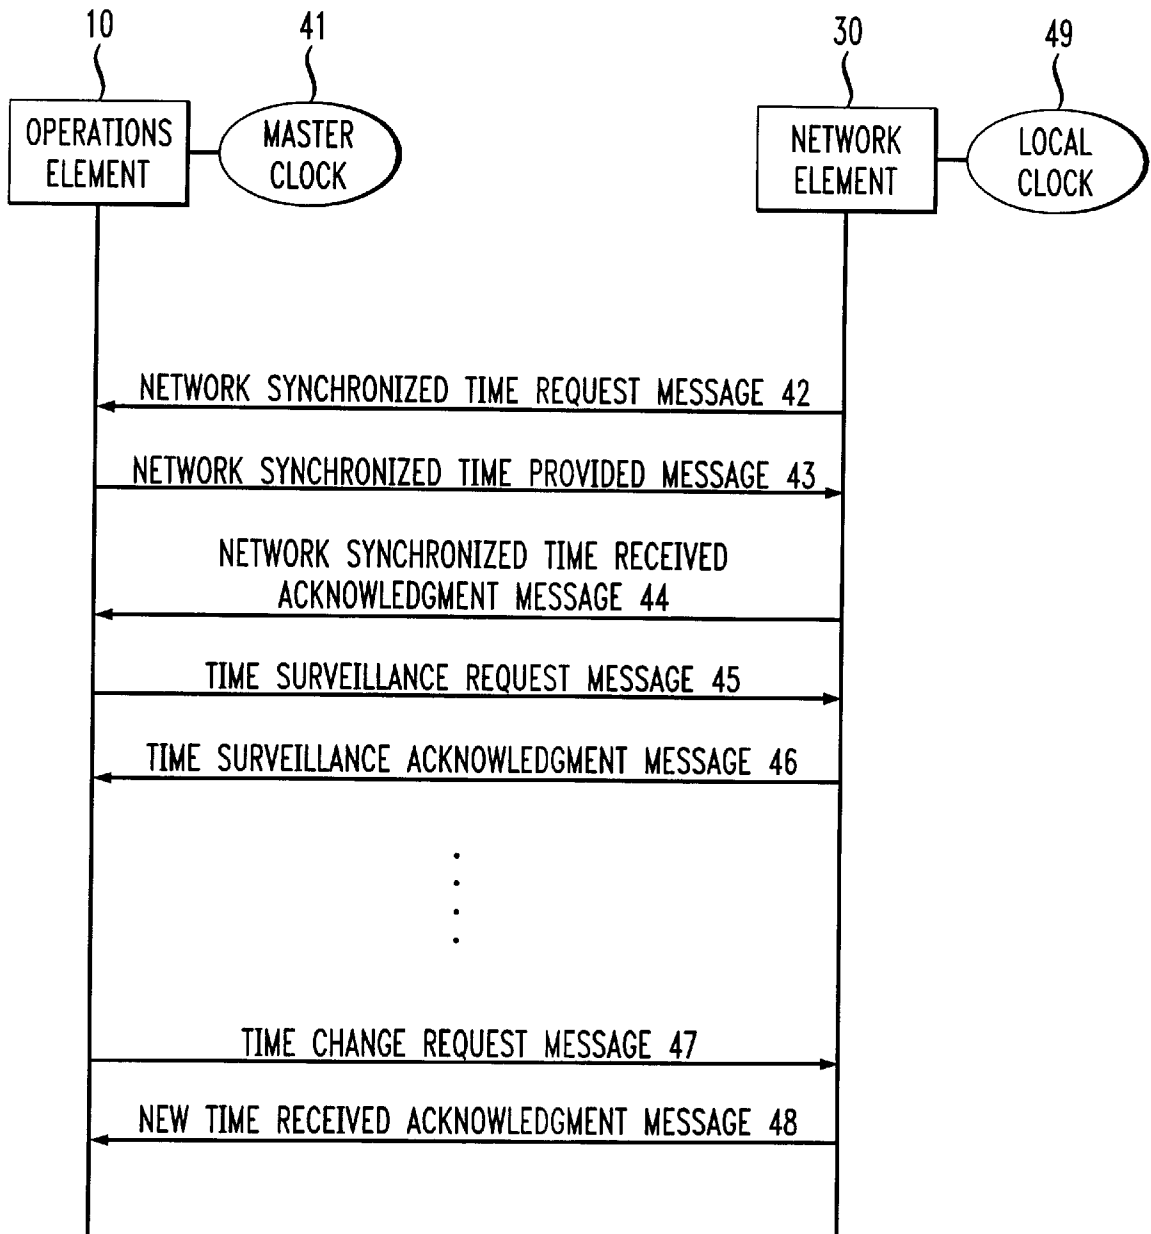 10
41
30
49
OPERATIONS
ELEMENT
MASTER
CLOCK
NETWORK
ELEMENT
LOCAL
CLOCK
NETWORK SYNCHRONIZED TIME REQUEST MESSAGE 42
NETWORK SYNCHRONIZED TIME PROVIDED MESSAGE 43
NETWORK SYNCHRONIZED TIME RECEIVED
ACKNOWLEDGMENT MESSAGE 44
TIME SURVEILLANCE REQUEST MESSAGE 45
TIME SURVEILLANCE ACKNOWLEDGMENT MESSAGE 46
TIME CHANGE REQUEST MESSAGE 47
NEW TIME RECEIVED ACKNOWLEDGMENT MESSAGE 48